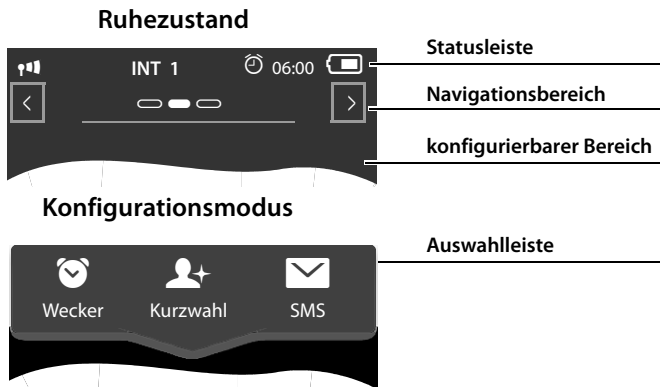 Ruhezustand
INT 1 06:00
Statusleiste
Navigationsbereich
konfigurierbarer Bereich
Konfigurationsmodus
Auswahlleiste
Wecker Kurzwahl SMS